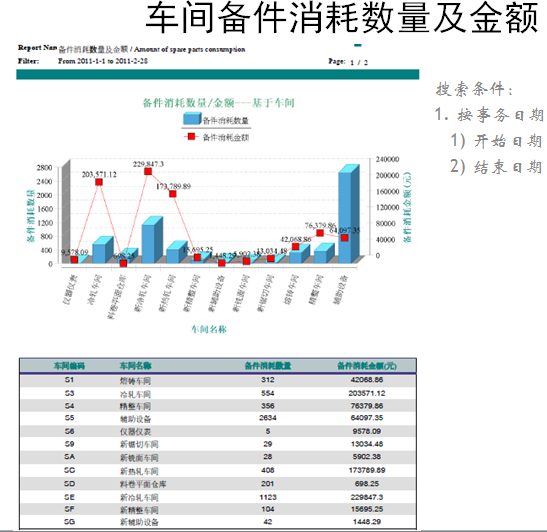 车间备件消耗数量及金额
Report Nan 备件消耗数量及金额 / Amount of spare parts consumption
Filter: From 2011-1-1 to 2011-2-28 Page: 1 / 2
搜索条件:
1. 按事务日期
1) 开始日期
2) 结束日期
备件消耗数量/金额---基于车间
备件消耗数量
备件消耗金额
备件消耗数量
2800
2400
2000
1600
1200
800
400
0
240000
200000
160000
120000
80000
40000
0
备件消耗金额(元)
9,578.09
203,571.12
698.25
229,847.3
173,789.89
15,695.25
1,448.29
5,902.38
13,034.48
42,068.86
76,379.86
64,097.35
仪器仪表
冷轧车间
料卷平面仓库
新冷轧车间
新热轧车间
新精整车间
新辅助设备
新铣面车间
新锯切车间
熔铸车间
精整车间
辅助设备
车间名称
车间编码 车间名称 备件消耗数量 备件消耗金额(元)
S1 熔铸车间 312 42068.86
S3 冷轧车间 554 203571.12
S4 精整车间 356 76379.86
S5 辅助设备 2634 64097.35
S6 仪器仪表 5 9578.09
S9 新锯切车间 29 13034.48
SA 新铣面车间 28 5902.38
SG 新热轧车间 408 173789.89
SD 料卷平面仓库 201 698.25
SE 新冷轧车间 1123 229847.3
SF 新精整车间 104 15695.25
SG 新辅助设备 42 1448.29